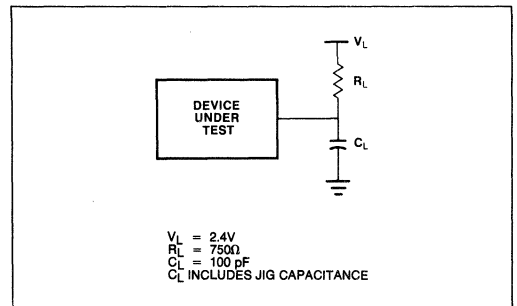 V_L
R_L
DEVICE
UNDER
TEST
C_L
V_L = 2.4V
R_L = 750Ω
C_L = 100 pF
C_L INCLUDES JIG CAPACITANCE